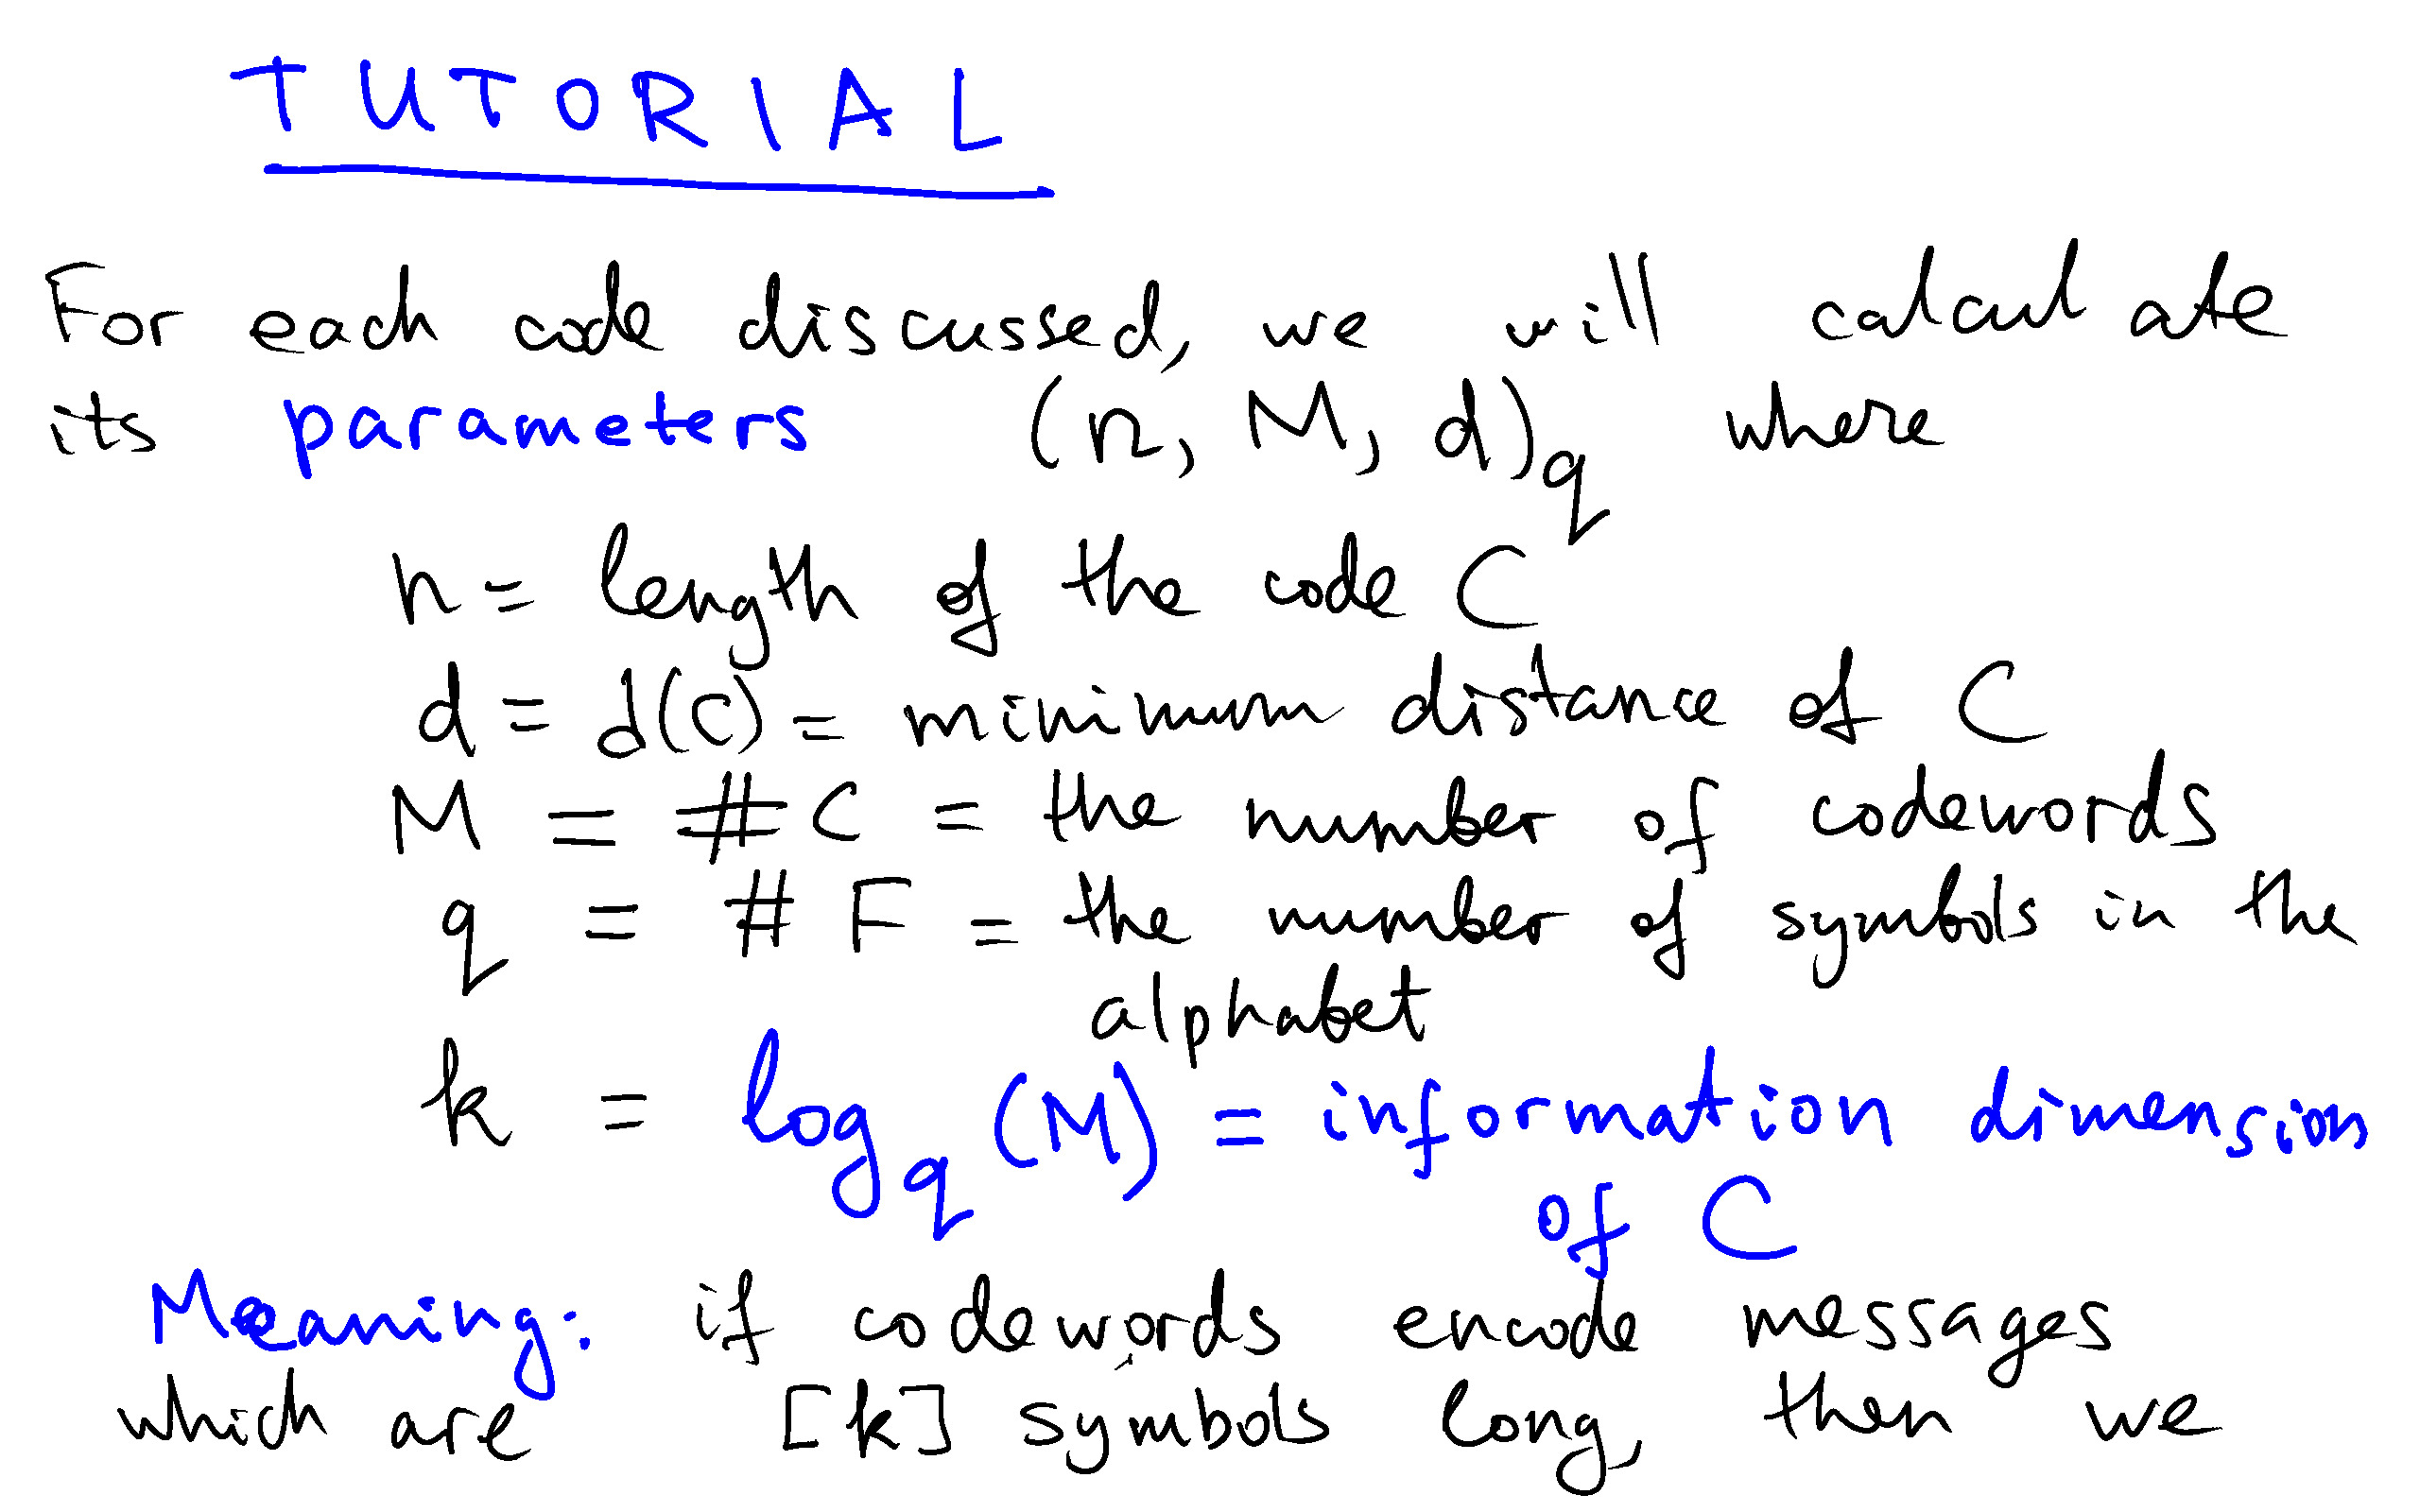 TUTORIAL
For each code discussed, we will calculate
its parameters (n, M, d)_q where
n = length of the code C
d = d(C) = minimum distance of C
M = #C = the number of codewords
q = #F = the number of symbols in the
alphabet
k = log_q (M) = information dimension
of C
Meaning: if codewords encode messages
which are [k] symbols long, then we